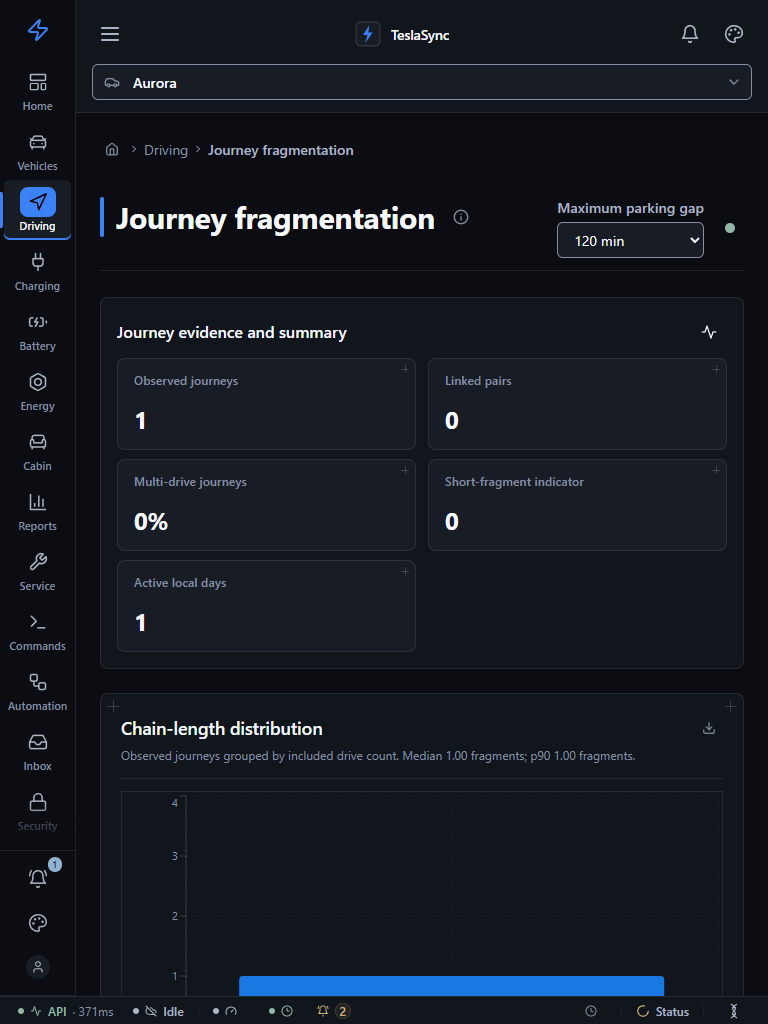 TeslaSync
Aurora
Home
Vehicles
Driving
Charging
Battery
Energy
Cabin
Reports
Service
Commands
Automation
Inbox
Security
1
Driving
Journey fragmentation
Journey fragmentation
Maximum parking gap
120 min
Journey evidence and summary
Observed journeys
1
Linked pairs
0
Multi-drive journeys
0%
Short-fragment indicator
0
Active local days
1
Chain-length distribution
Observed journeys grouped by included drive count. Median 1.00 fragments; p90 1.00 fragments.
4
3
2
1
API · 371ms
Idle
2
Status